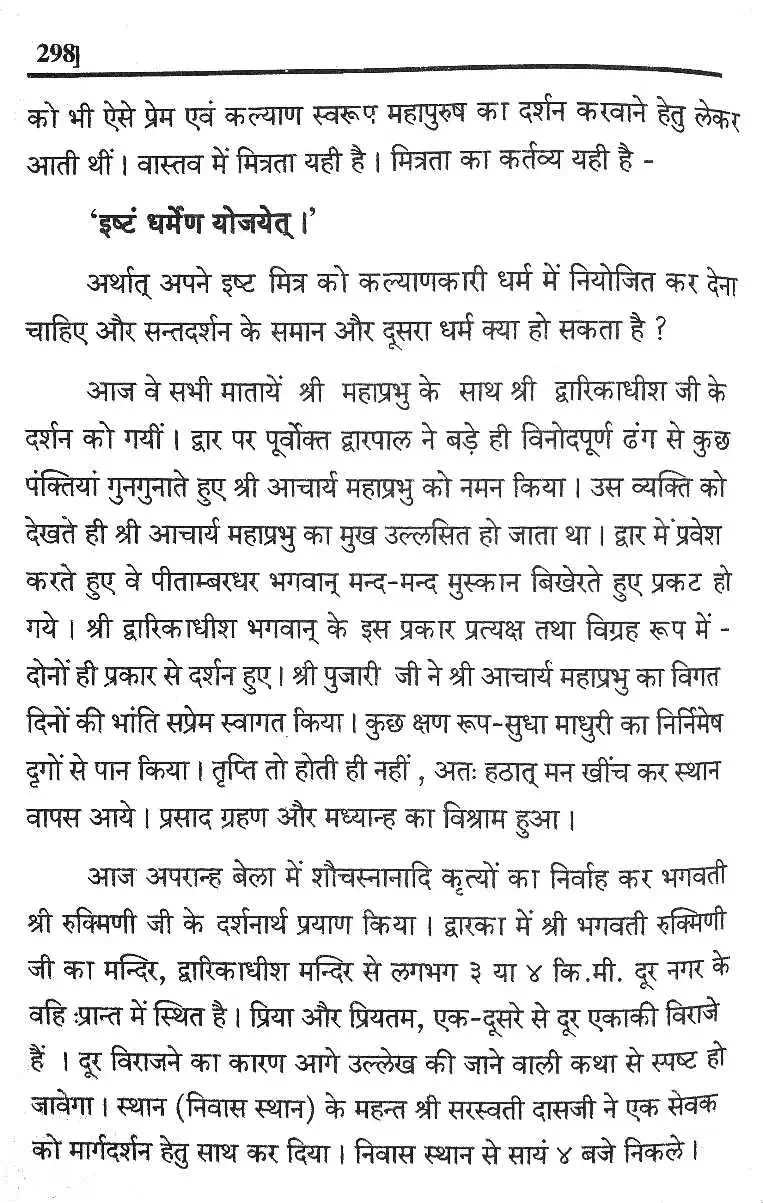 298]
को भी ऐसे प्रेम एवं कल्याण स्वरूप महापुरुष का दर्शन करवाने हेतु लेकर
आती थीं । वास्तव में मित्रता यही है । मित्रता का कर्तव्य यही है -
‘इष्टं धर्मेण योजयेत् ।’
अर्थात् अपने इष्ट मित्र को कल्याणकारी धर्म में नियोजित कर देना
चाहिए और सन्तदर्शन के समान और दूसरा धर्म क्या हो सकता है ?
आज वे सभी मातायें श्री महाप्रभु के साथ श्री द्वारिकाधीश जी के
दर्शन को गयीं । द्वार पर पूर्वोक्त द्वारपाल ने बड़े ही विनोदपूर्ण ढंग से कुछ
पंक्तियां गुनगुनाते हुए श्री आचार्य महाप्रभु को नमन किया । उस व्यक्ति को
देखते ही श्री आचार्य महाप्रभु का मुख उल्लसित हो जाता था । द्वार में प्रवेश
करते हुए वे पीताम्बरधर भगवान् मन्द-मन्द मुस्कान बिखेरते हुए प्रकट हो
गये । श्री द्वारिकाधीश भगवान् के इस प्रकार प्रत्यक्ष तथा विग्रह रूप में -
दोनों ही प्रकार से दर्शन हुए । श्री पुजारी जी ने श्री आचार्य महाप्रभु का विगत
दिनों की भांति सप्रेम स्वागत किया । कुछ क्षण रूप-सुधा माधुरी का निर्निमेष
दृगों से पान किया । तृप्ति तो होती ही नहीं , अतः हठात् मन खींच कर स्थान
वापस आये । प्रसाद ग्रहण और मध्यान्ह का विश्राम हुआ ।
आज अपरान्ह बेला में शौचस्नानादि कृत्यों का निर्वाह कर भगवती
श्री रुक्मिणी जी के दर्शनार्थ प्रयाण किया । द्वारका में श्री भगवती रुक्मिणी
जी का मन्दिर, द्वारिकाधीश मन्दिर से लगभग ३ या ४ कि.मी. दूर नगर के
वहि :प्रान्त में स्थित है । प्रिया और प्रियतम, एक-दूसरे से दूर एकाकी विराजे
हैं । दूर विराजने का कारण आगे उल्लेख की जाने वाली कथा से स्पष्ट हो
जावेगा । स्थान (निवास स्थान) के महन्त श्री सरस्वती दासजी ने एक सेवक
को मार्गदर्शन हेतु साथ कर दिया । निवास स्थान से सायं ४ बजे निकले ।